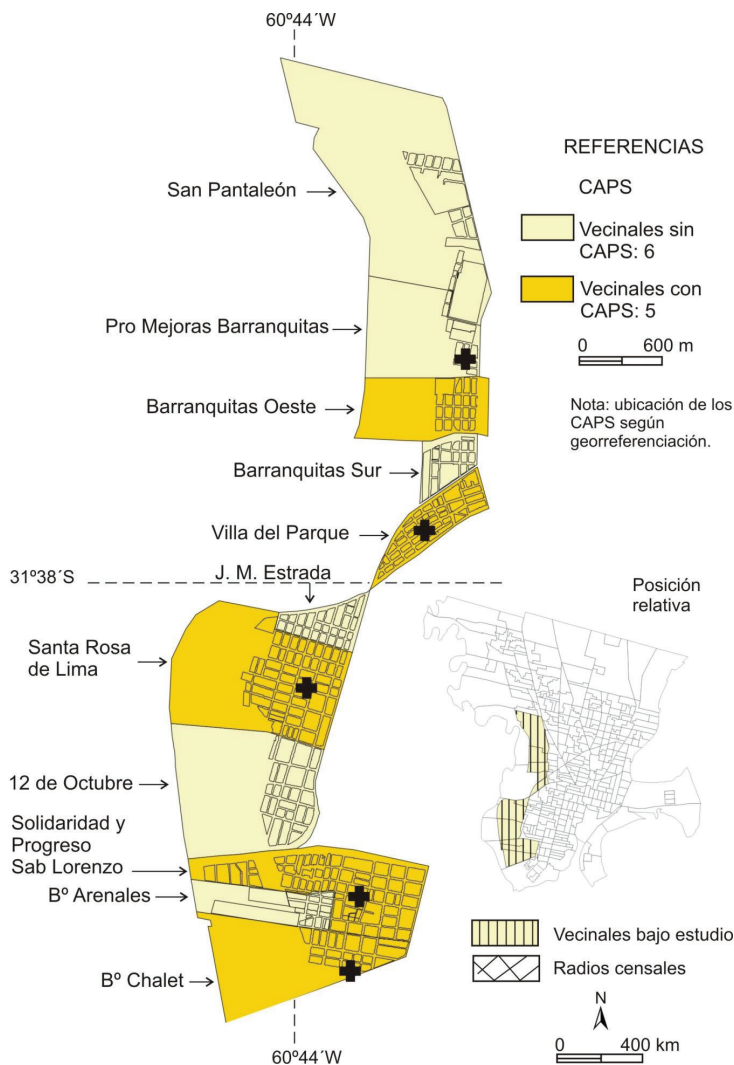 60º44´W
REFERENCIAS
CAPS
San Pantaleón
Vecinales sin
CAPS: 6
Vecinales con
CAPS: 5
Pro Mejoras Barranquitas
0 600 m
Barranquitas Oeste
Nota: ubicación de los
CAPS según
georreferenciación.
Barranquitas Sur
Villa del Parque
J. M. Estrada
31º38´S
Posición
relativa
Santa Rosa
de Lima
12 de Octubre
Solidaridad y
Progreso
Sab Lorenzo
Bº Arenales
Vecinales bajo estudio
Radios censales
Bº Chalet
N
0 400 km
60º44´W